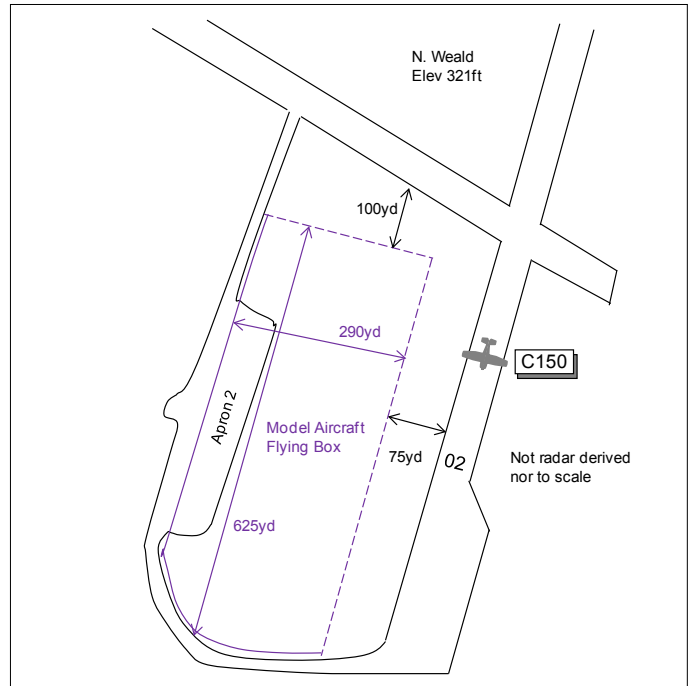 N. Weald
Elev 321ft
100yd
290yd
C150
Apron 2
Model Aircraft
Flying Box
75yd
02
Not radar derived
nor to scale
625yd